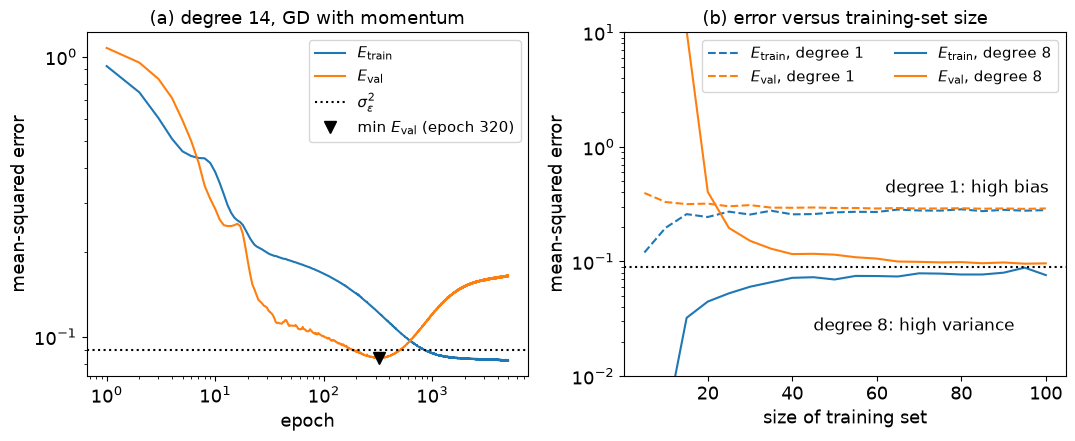 (a) degree 14, GD with momentum
mean-squared error
10⁰
10⁻¹
E_train
E_val
σ_ε²
min E_val (epoch 320)
10⁰ 10¹ 10² 10³
epoch
(b) error versus training-set size
mean-squared error
10¹
10⁰
10⁻¹
10⁻²
E_train, degree 1
E_val, degree 1
E_train, degree 8
E_val, degree 8
degree 1: high bias
degree 8: high variance
20 40 60 80 100
size of training set